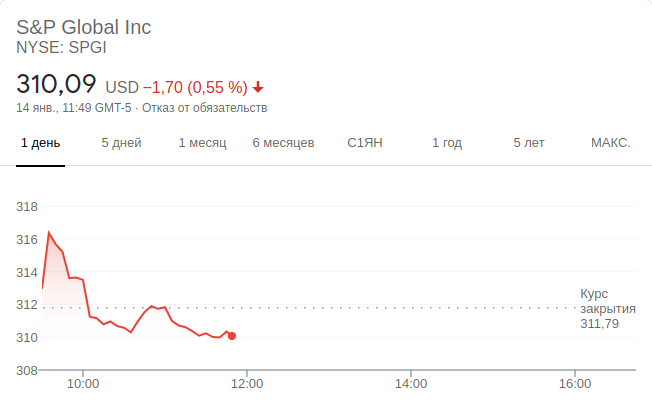 S&P Global Inc
NYSE: SPGI
310,09 USD −1,70 (0,55 %)
14 янв., 11:49 GMT-5 · Отказ от обязательств
1 день 5 дней 1 месяц 6 месяцев С1ЯН 1 год 5 лет МАКС.
318
316
314
312
310
308
Курс
закрытия
311,79
10:00 12:00 14:00 16:00